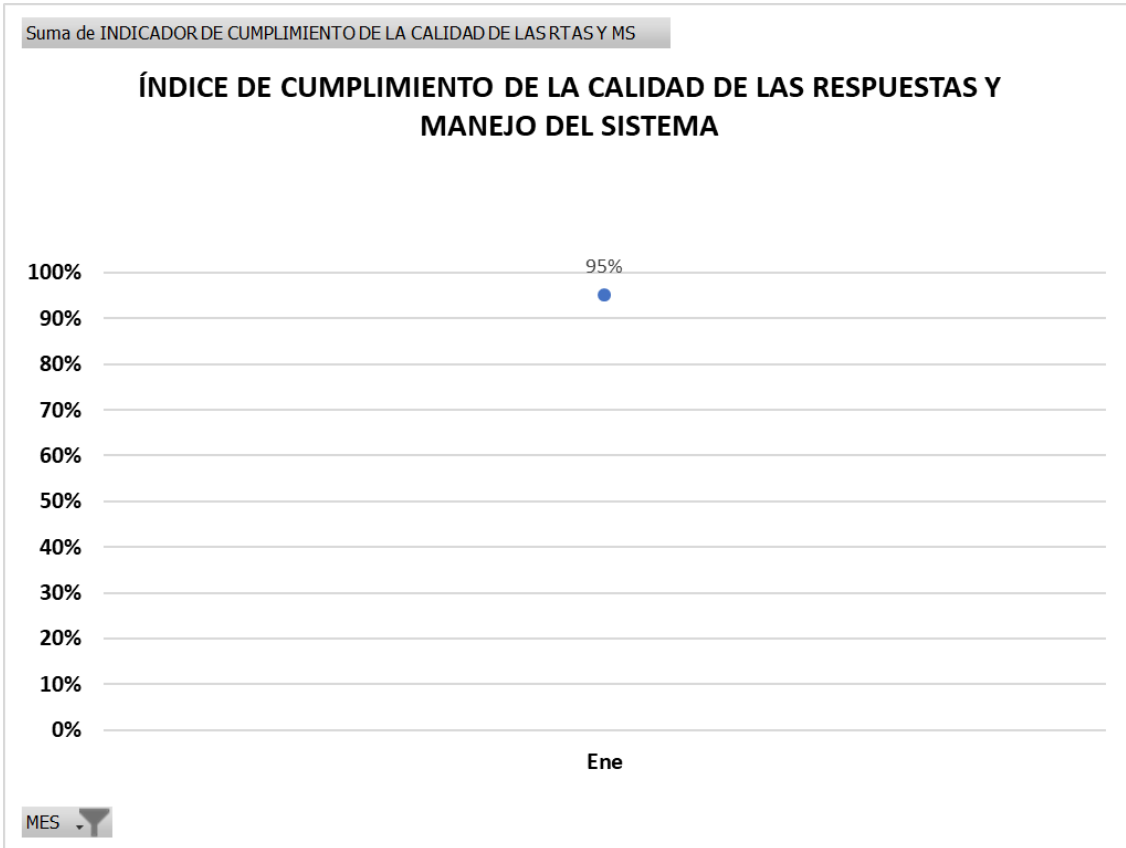 Suma de INDICADOR DE CUMPLIMIENTO DE LA CALIDAD DE LAS RTAS Y MS
ÍNDICE DE CUMPLIMIENTO DE LA CALIDAD DE LAS RESPUESTAS Y
MANEJO DEL SISTEMA
95%
100%
90%
80%
70%
60%
50%
40%
30%
20%
10%
0%
Ene
MES